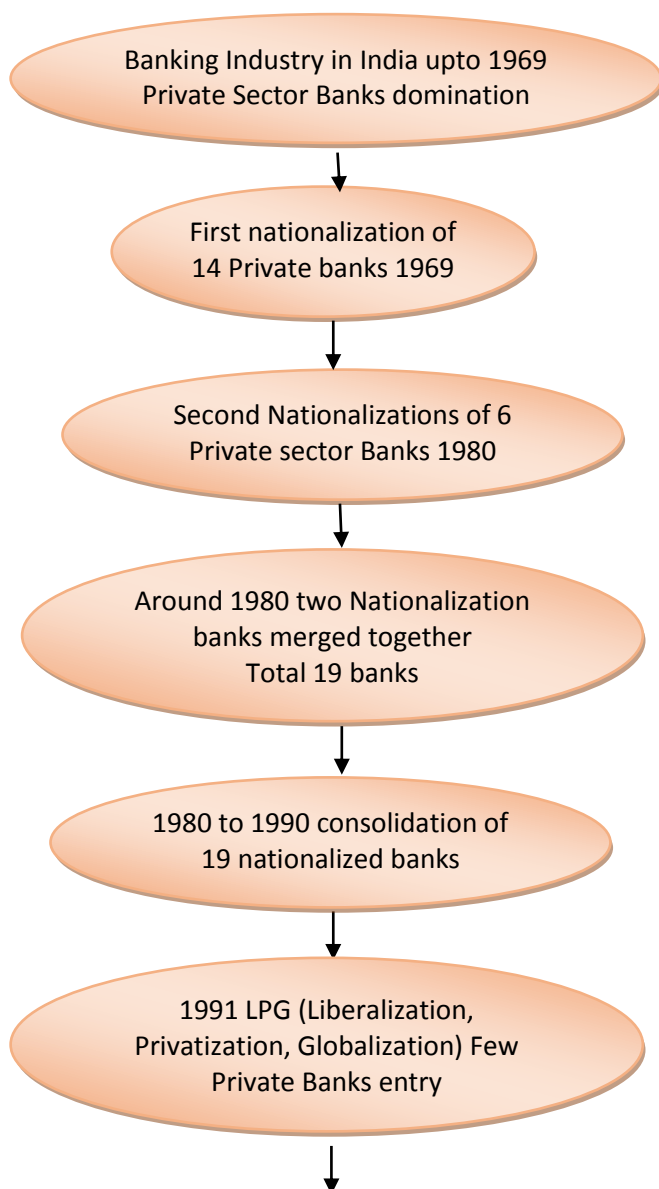 Banking Industry in India upto 1969
Private Sector Banks domination
First nationalization of
14 Private banks 1969
Second Nationalizations of 6
Private sector Banks 1980
Around 1980 two Nationalization
banks merged together
Total 19 banks
1980 to 1990 consolidation of
19 nationalized banks
1991 LPG (Liberalization,
Privatization, Globalization) Few
Private Banks entry